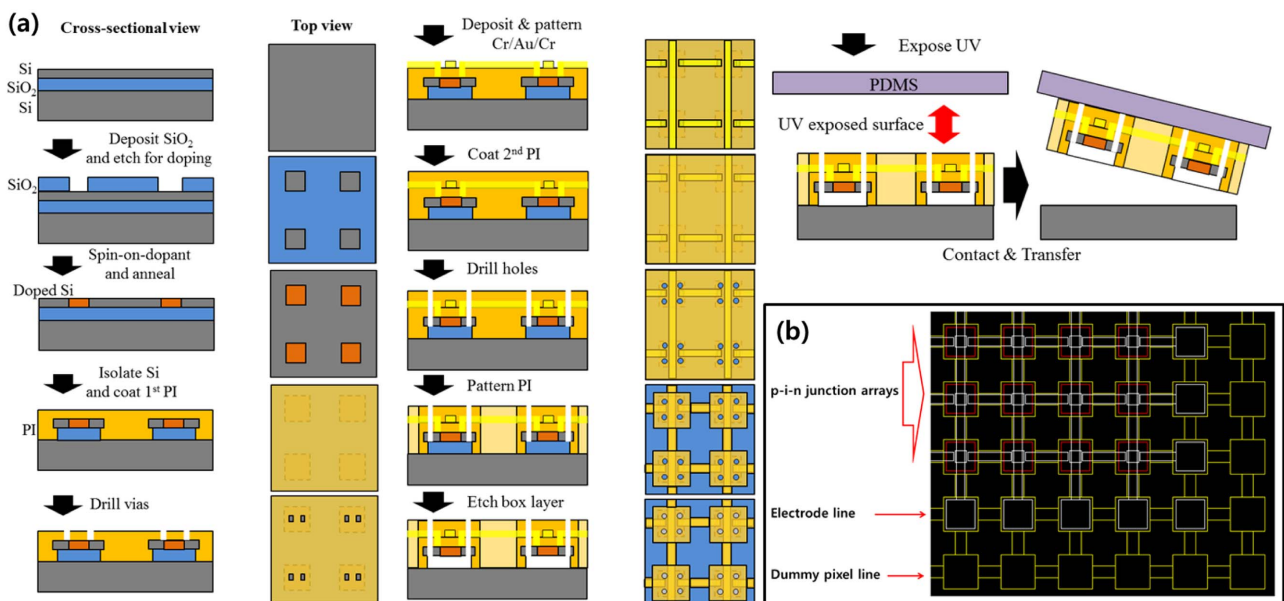 (a)
Cross-sectional view
Top view
Si
SiO₂
Si
Deposit SiO₂
and etch for doping
SiO₂
Spin-on-dopant
and anneal
Doped Si
Isolate Si
and coat 1st PI
PI
Drill vias
Deposit & pattern
Cr/Au/Cr
Coat 2nd PI
Drill holes
Pattern PI
Etch box layer
Expose UV
PDMS
UV exposed surface
Contact & Transfer
(b)
p-i-n junction arrays
Electrode line
Dummy pixel line